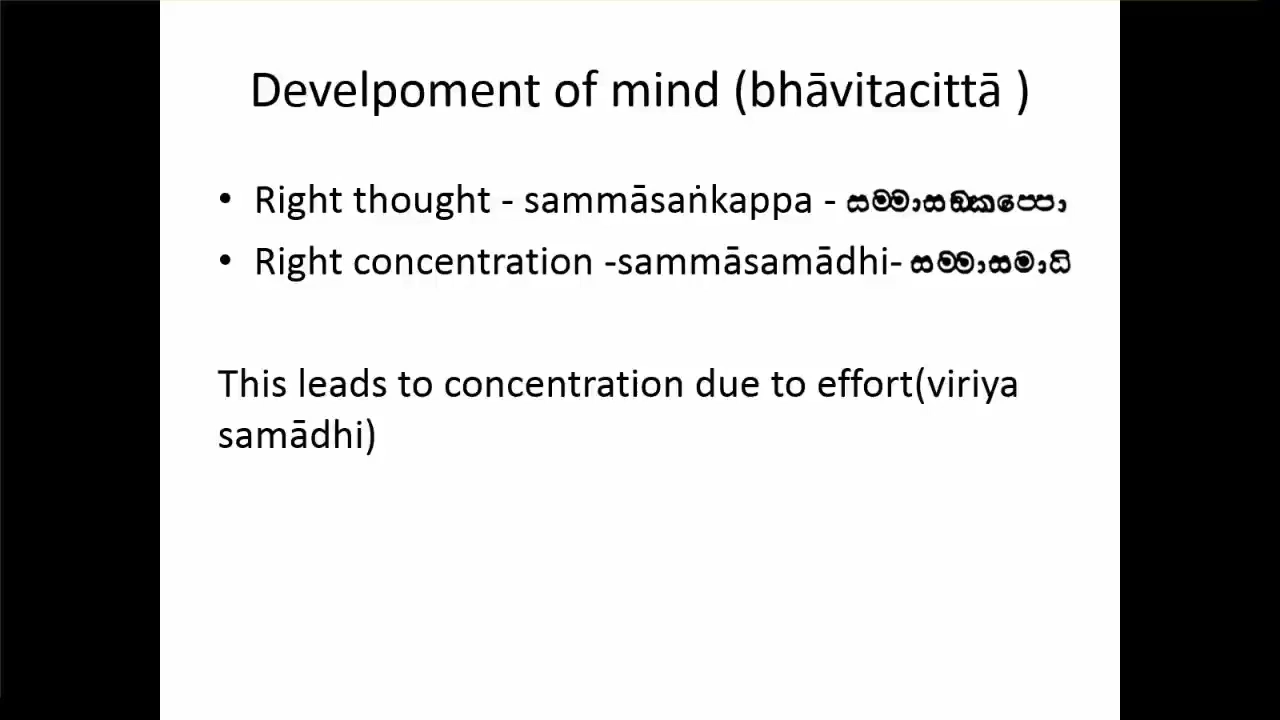 Develpoment of mind (bhāvitacittā )
• Right thought - sammāsaṅkappa - සම්මාසඞ්කප්පො
• Right concentration -sammāsamādhi- සම්මාසමාධි
This leads to concentration due to effort(viriya
samādhi)